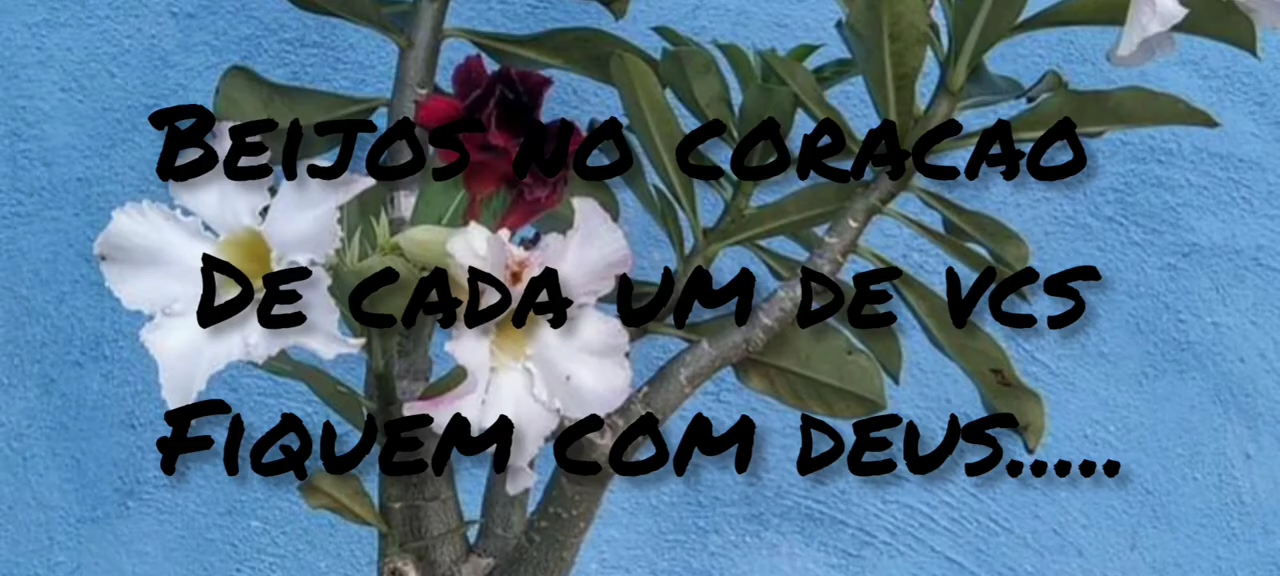 Beijos no coracao
De cada um de vcs
Fiquem com deus.....